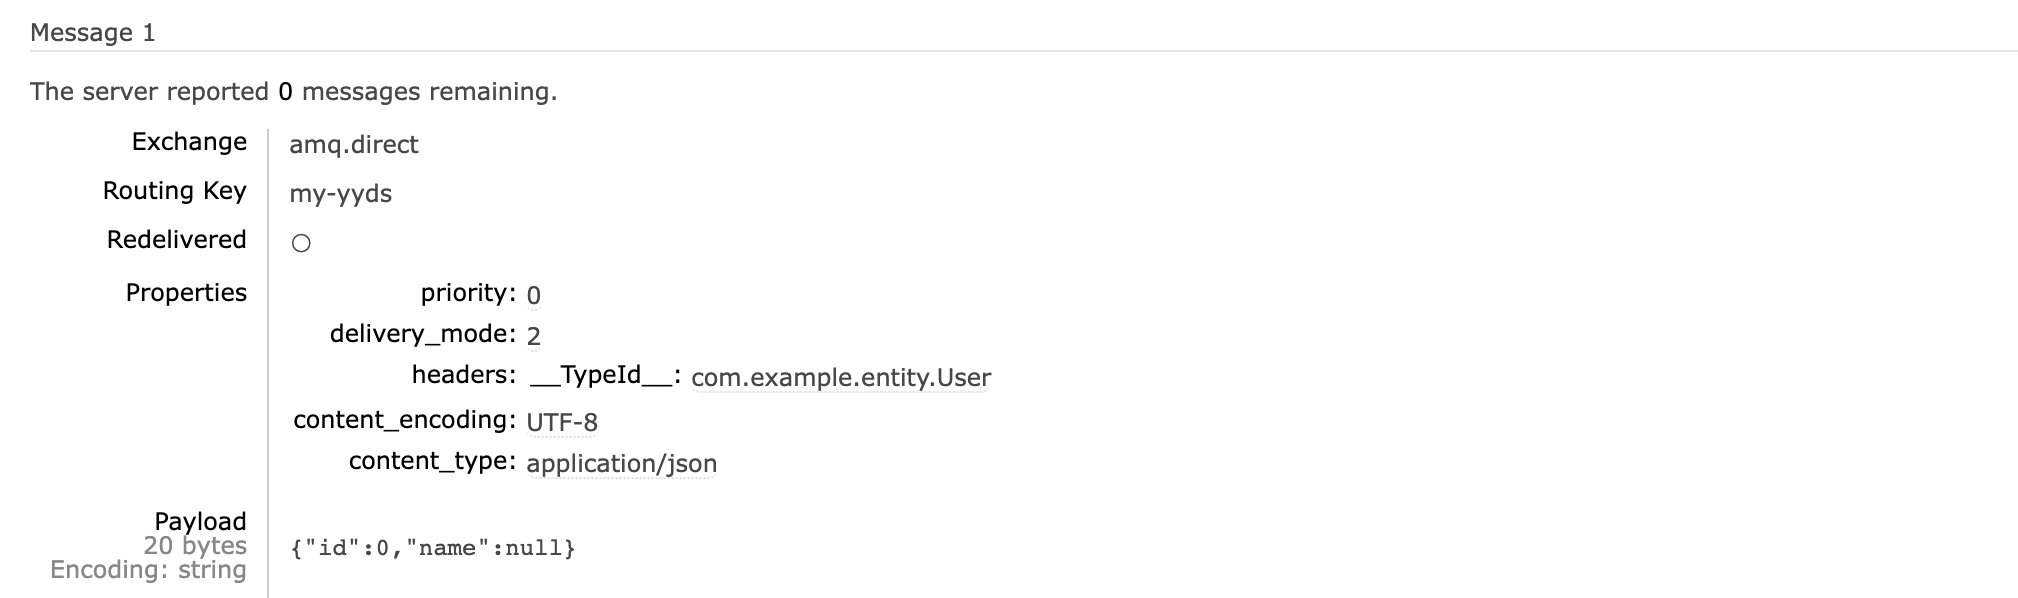 Message 1
The server reported 0 messages remaining.
Exchange amq.direct
Routing Key my-yyds
Redelivered ○
Properties priority: 0
delivery_mode: 2
headers: __TypeId__: com.example.entity.User
content_encoding: UTF-8
content_type: application/json
Payload
20 bytes
Encoding: string
{"id":0,"name":null}